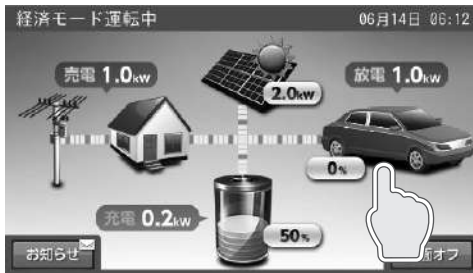 経済モード運転中
06月14日 06:12
売電 1.0kW
放電 1.0kW
2.0kW
0%
充電 0.2kW
50%
お知らせ
面オフ